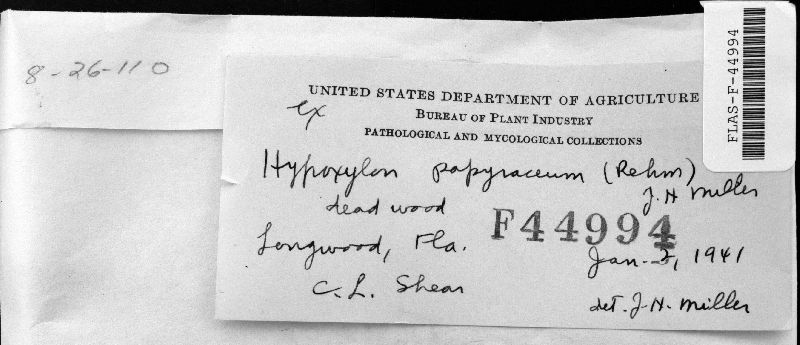 8-26-110
FLAS-F-44994
ex
UNITED STATES DEPARTMENT OF AGRICULTURE
BUREAU OF PLANT INDUSTRY
PATHOLOGICAL AND MYCOLOGICAL COLLECTIONS
Hypoxylon papyraceum (Rehm)
J. H Miller
dead wood
F44994
Longwood, Fla.
Jan. 2, 1941
C. L. Shear
det. J. H. Miller